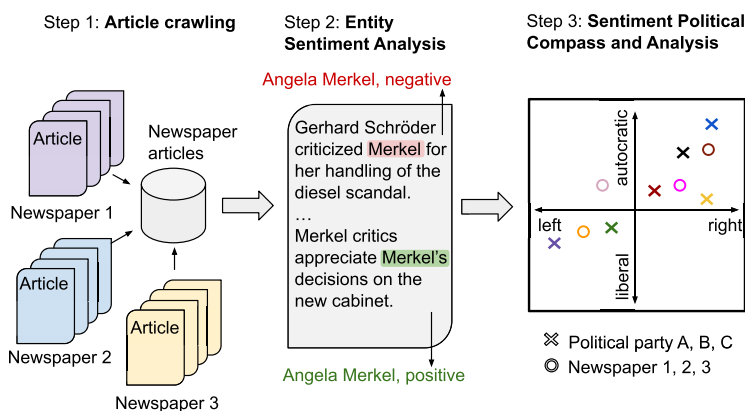 Step 1: Article crawling
Step 2: Entity
Sentiment Analysis
Step 3: Sentiment Political
Compass and Analysis
Article
Newspaper 1
Newspaper
articles
Article
Newspaper 2
Article
Newspaper 3
Angela Merkel, negative
Gerhard Schröder
criticized Merkel for
her handling of the
diesel scandal.
...
Merkel critics
appreciate Merkel's
decisions on the
new cabinet.
Angela Merkel, positive
autocratic
left
right
liberal
Political party A, B, C
Newspaper 1, 2, 3